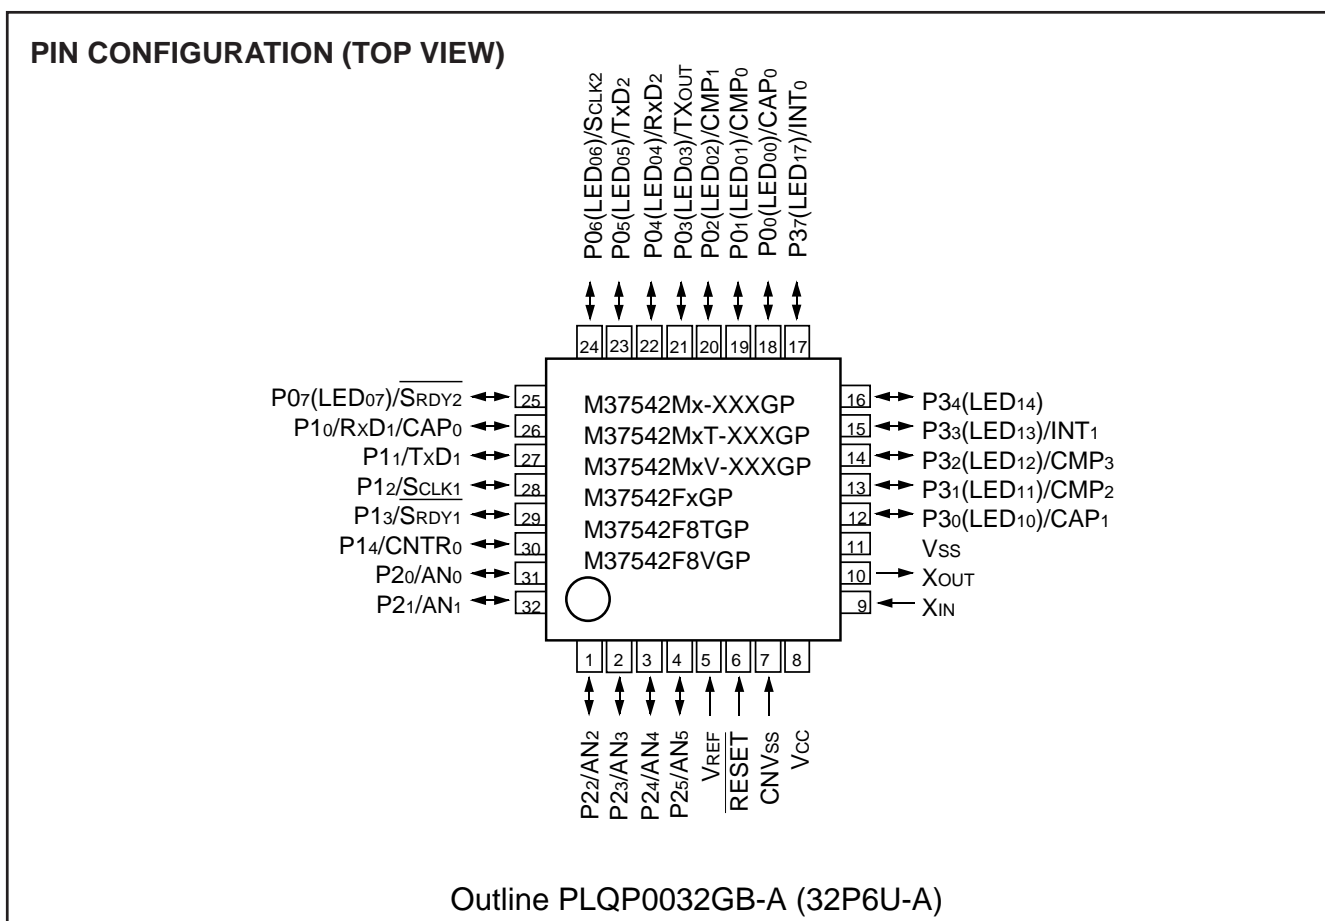 PIN CONFIGURATION (TOP VIEW)
P06(LED06)/SCLK2
P05(LED05)/TxD2
P04(LED04)/RxD2
P03(LED03)/TXOUT
P02(LED02)/CMP1
P01(LED01)/CMP0
P00(LED00)/CAP0
P37(LED17)/INT0
24 23 22 21 20 19 18 17
P07(LED07)/SRDY2 25
P10/RxD1/CAP0 26
P11/TxD1 27
P12/SCLK1 28
P13/SRDY1 29
P14/CNTR0 30
P20/AN0 31
P21/AN1 32
M37542Mx-XXXGP
M37542MxT-XXXGP
M37542MxV-XXXGP
M37542FxGP
M37542F8TGP
M37542F8VGP
16 P34(LED14)
15 P33(LED13)/INT1
14 P32(LED12)/CMP3
13 P31(LED11)/CMP2
12 P30(LED10)/CAP1
11 VSS
10 XOUT
9 XIN
1 2 3 4 5 6 7 8
P22/AN2
P23/AN3
P24/AN4
P25/AN5
VREF
RESET
CNVSS
VCC
Outline PLQP0032GB-A (32P6U-A)